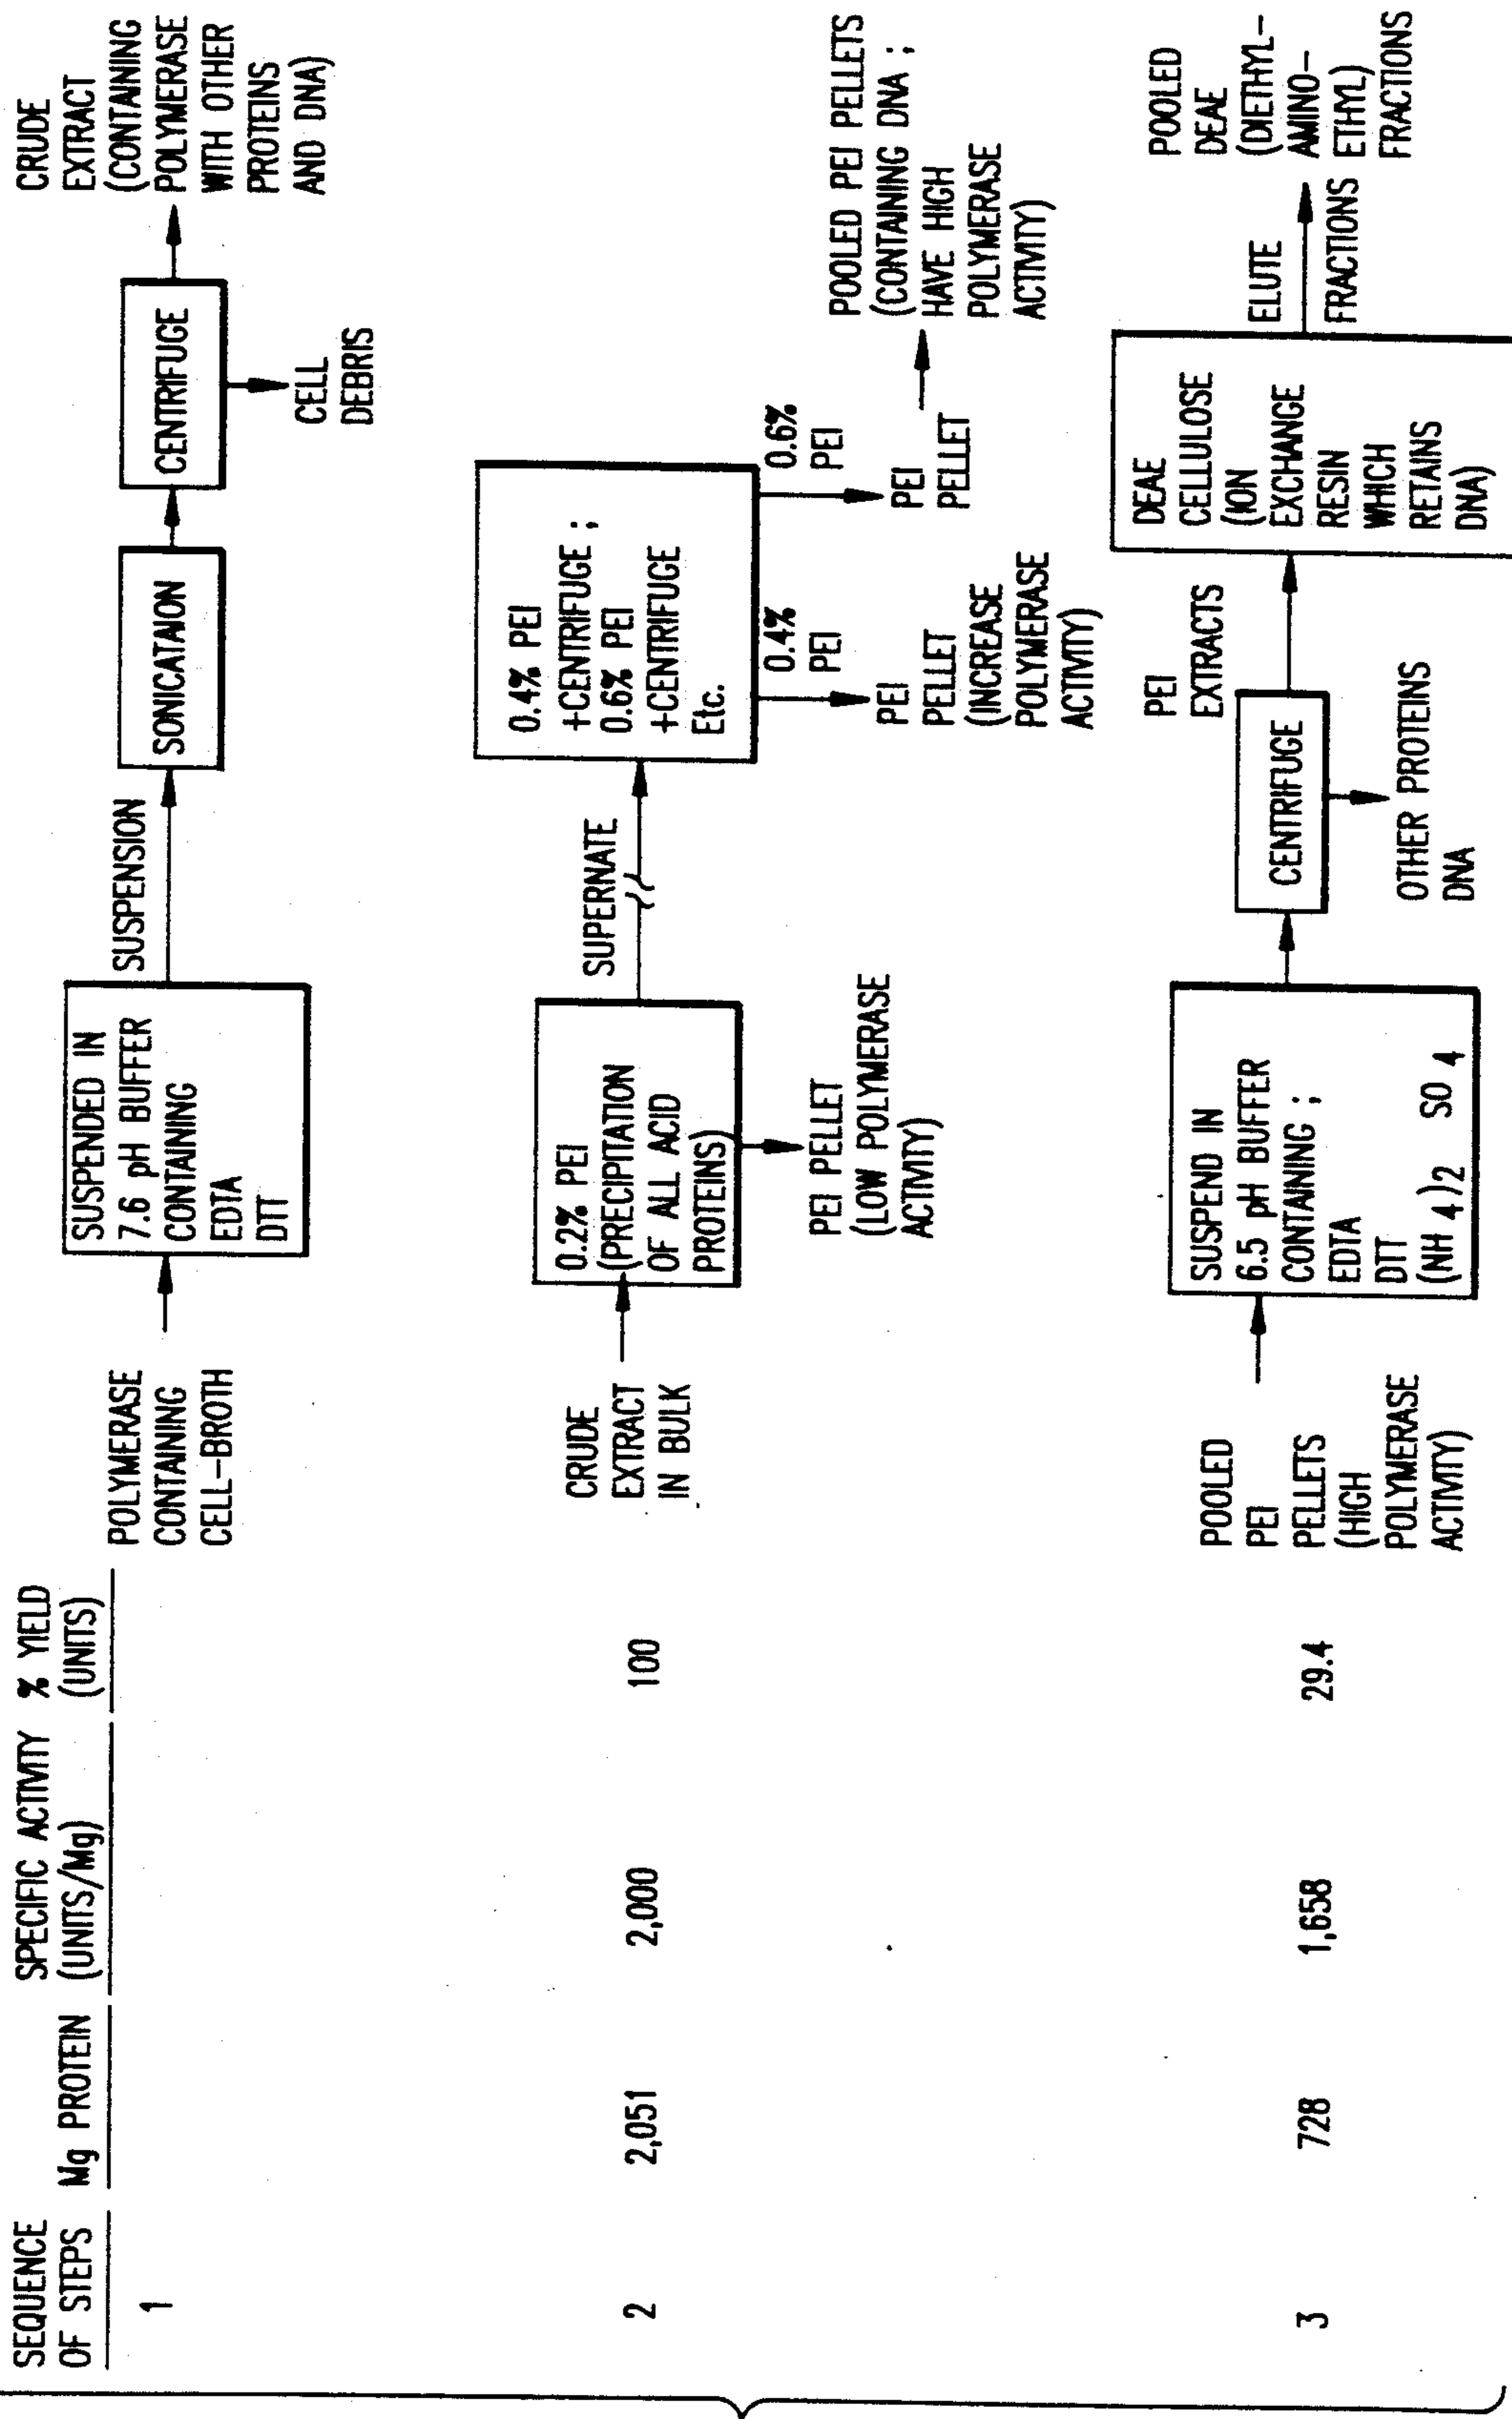 SEQUENCE
OF STEPS
Mg PROTEIN
SPECIFIC ACTIVITY
(UNITS/Mg)
% YIELD
(UNITS)
1
POLYMERASE
CONTAINING
CELL-BROTH
SUSPENDED IN
7.6 pH BUFFER
CONTAINING
EDTA
DTT
SUSPENSION
SONICATAION
CENTRIFUGE
CELL
DEBRIS
CRUDE
EXTRACT
(CONTAINING
POLYMERASE
WITH OTHER
PROTEINS
AND DNA)
2
2,051
2,000
100
CRUDE
EXTRACT
IN BULK
0.2% PEI
(PRECIPITATION
OF ALL ACID
PROTEINS)
PEI PELLET
(LOW POLYMERASE
ACTIVITY)
SUPERNATE
0.4% PEI
+CENTRIFUGE ;
0.6% PEI
+CENTRIFUGE
Etc.
0.4%
PEI
PEI
PELLET
(INCREASE
POLYMERASE
ACTIVITY)
0.6%
PEI
PEI
PELLET
POOLED PEI PELLETS
(CONTAINING DNA ;
HAVE HIGH
POLYMERASE
ACTIVITY)
3
728
1,658
29.4
POOLED
PEI
PELLETS
(HIGH
POLYMERASE
ACTIVITY)
SUSPEND IN
6.5 pH BUFFER
CONTAINING ;
EDTA
DTT
(NH 4)2 SO 4
CENTRIFUGE
OTHER PROTEINS
DNA
PEI
EXTRACTS
DEAE
CELLULOSE
(ION
EXCHANGE
RESIN
WHICH
RETAINS
DNA)
ELUTE
FRACTIONS
POOLED
DEAE
(DIETHYL-
AMINO-
ETHYL)
FRACTIONS